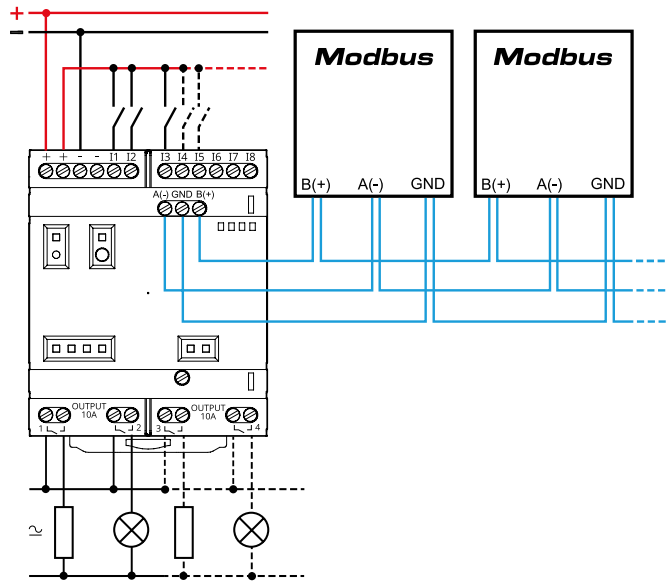 +
−
Modbus Modbus
+ + - - I1 I2 I3 I4 I5 I6 I7 I8
B(+) A(-) GND B(+) A(-) GND
A(-) GND B(+)
OUTPUT OUTPUT
10A 10A
1 2 3 4
~